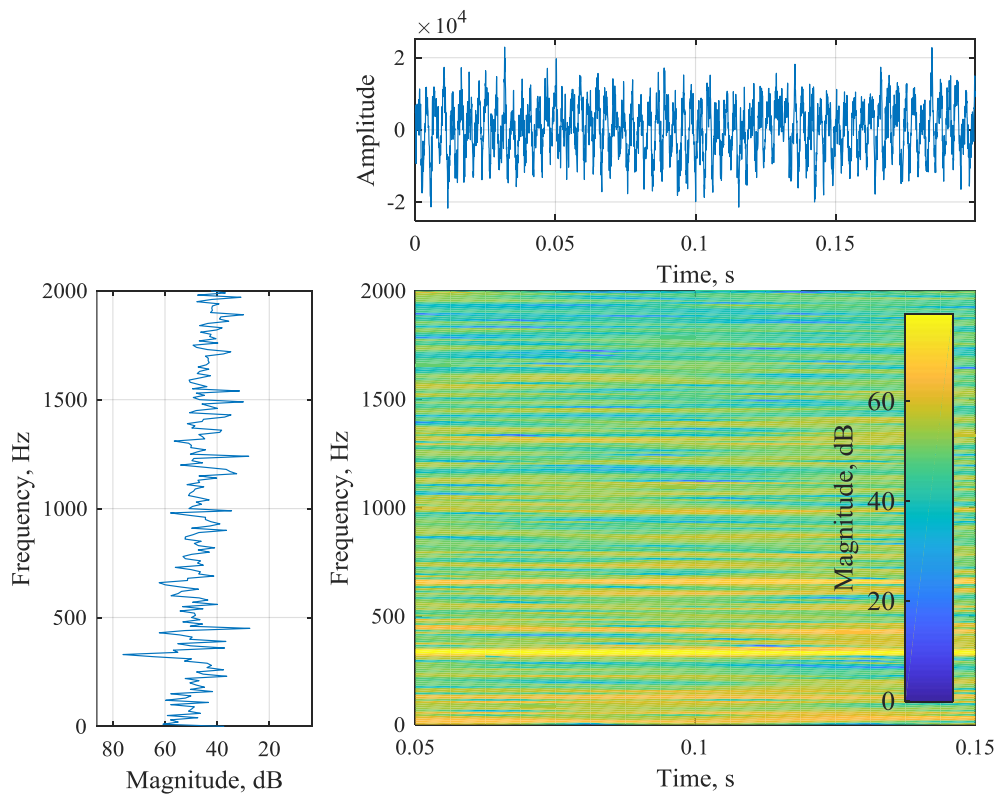 ×10⁴
2
0
-2
Amplitude
0 0.05 0.1 0.15
Time, s
2000
1500
1000
500
0
Frequency, Hz
80 60 40 20
Magnitude, dB
2000
1500
1000
500
0
Frequency, Hz
0.05 0.1 0.15
Time, s
60
40
20
0
Magnitude, dB